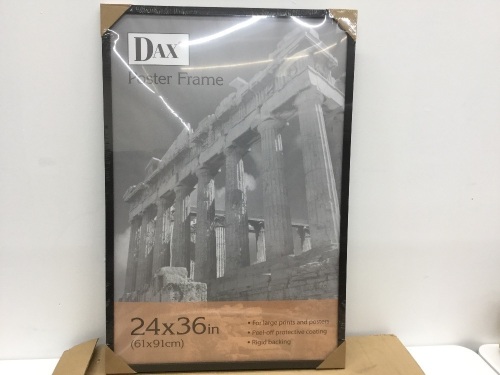 DAX
Poster Frame
24x36in
(61x91cm)
• For large prints and posters
• Peel-off protective coating
• Rigid backing